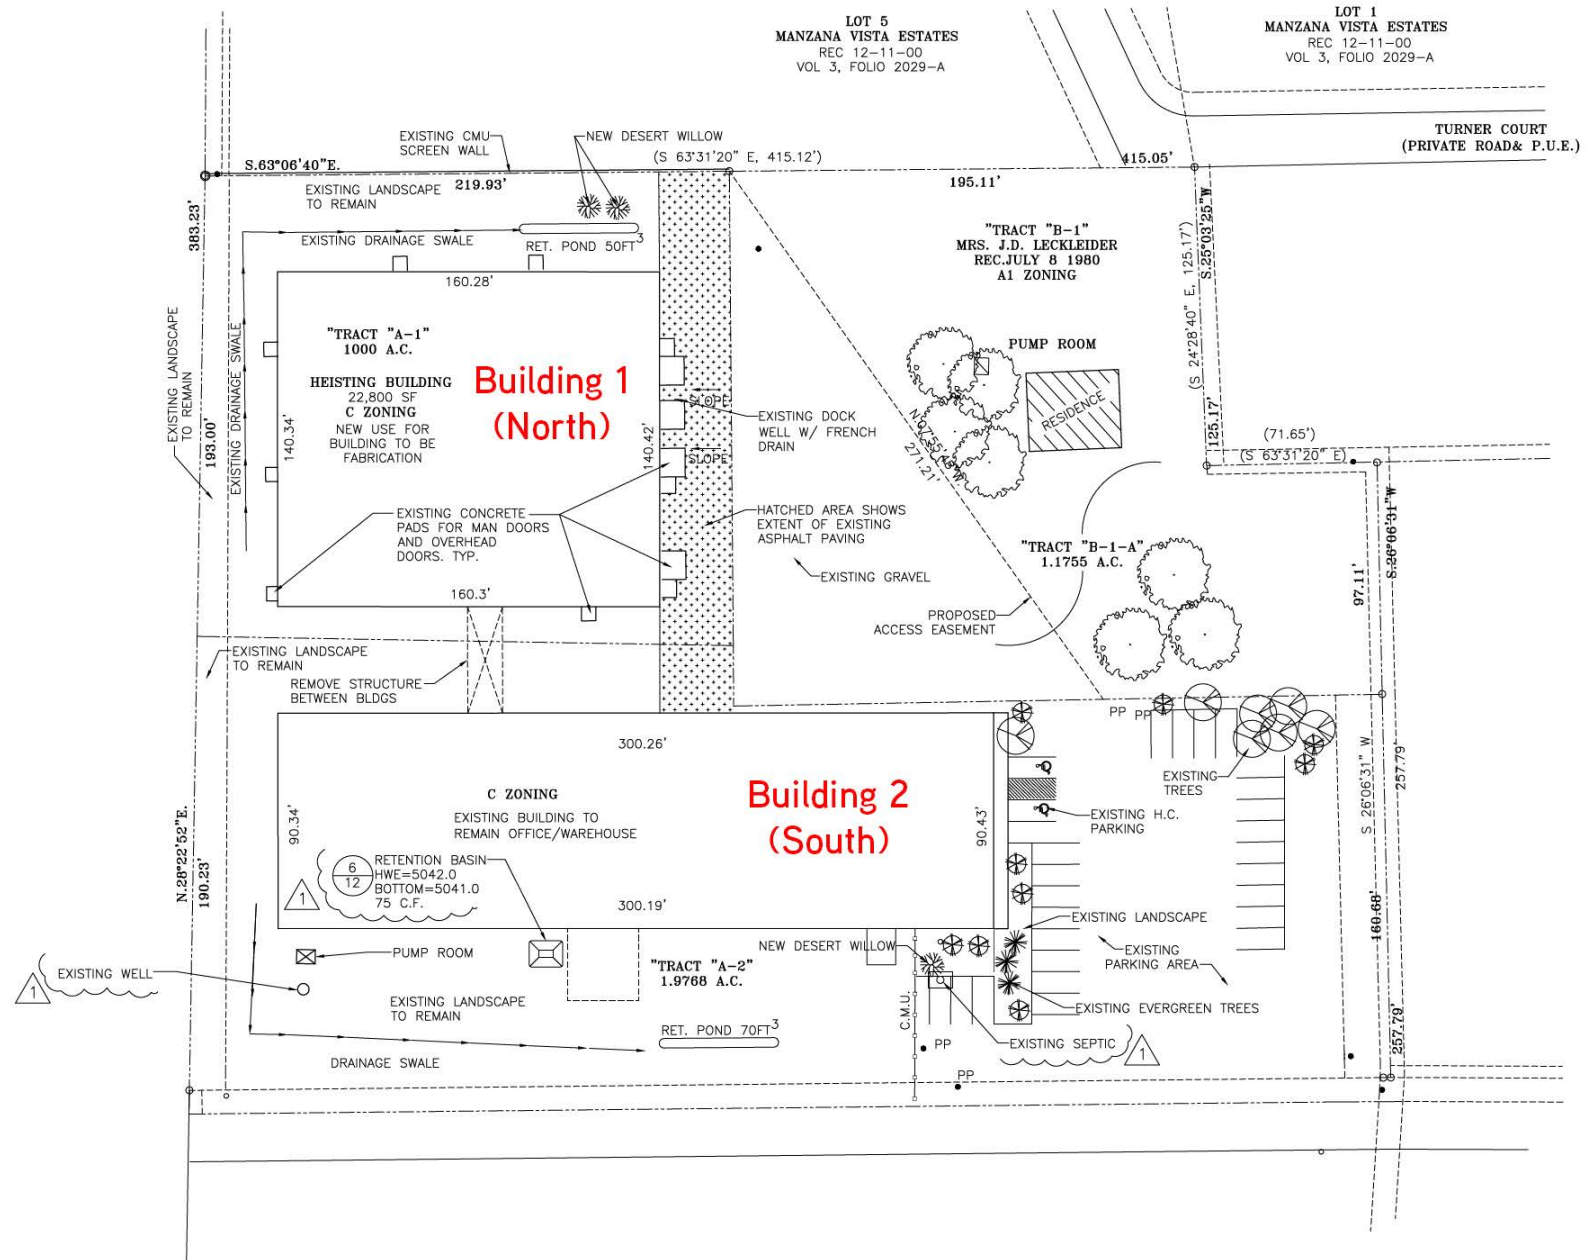 LOT 5
MANZANA VISTA ESTATES
REC 12-11-00
VOL 3, FOLIO 2029-A
LOT 1
MANZANA VISTA ESTATES
REC 12-11-00
VOL 3, FOLIO 2029-A
TURNER COURT
(PRIVATE ROAD& P.U.E.)
EXISTING CMU
SCREEN WALL
NEW DESERT WILLOW
(S 63°31'20" E, 415.12')
415.05'
S.63°06'40"E.
219.93'
195.11'
EXISTING LANDSCAPE
TO REMAIN
383.23'
EXISTING DRAINAGE SWALE
RET. POND 50FT3
"TRACT "B-1"
MRS. J.D. LECKLEIDER
REC.JULY 8 1980
A1 ZONING
(S 24°28'40" E, 125.17')
S.25°03'25"W
125.17'
160.28'
"TRACT "A-1"
1000 A.C.
HEISTING BUILDING
22,800 SF
C ZONING
NEW USE FOR
BUILDING TO BE
FABRICATION
Building 1
(North)
140.34'
140.42'
EXISTING LANDSCAPE
TO REMAIN
193.00'
EXISTING DRAINAGE SWALE
SLOPE
SLOPE
EXISTING DOCK
WELL W/ FRENCH
DRAIN
PUMP ROOM
RESIDENCE
271.21'
(71.65')
(S 63°31'20" E)
S.26°06'31"W
97.11'
EXISTING CONCRETE
PADS FOR MAN DOORS
AND OVERHEAD
DOORS. TYP.
HATCHED AREA SHOWS
EXTENT OF EXISTING
ASPHALT PAVING
EXISTING GRAVEL
"TRACT "B-1-A"
1.1755 A.C.
PROPOSED
ACCESS EASEMENT
160.3'
EXISTING LANDSCAPE
TO REMAIN
REMOVE STRUCTURE
BETWEEN BLDGS
PP
PP
300.26'
C ZONING
EXISTING BUILDING TO
REMAIN OFFICE/WAREHOUSE
Building 2
(South)
90.34'
90.43'
EXISTING
TREES
EXISTING H.C.
PARKING
S 26°06'31" W
257.79'
N.28°22'52"E.
190.23'
6
12
RETENTION BASIN
HWE=5042.0
BOTTOM=5041.0
75 C.F.
1
300.19'
EXISTING LANDSCAPE
160.68'
EXISTING
PARKING AREA
PUMP ROOM
NEW DESERT WILLOW
EXISTING WELL
1
"TRACT "A-2"
1.9768 A.C.
EXISTING LANDSCAPE
TO REMAIN
C.M.U.
EXISTING EVERGREEN TREES
RET. POND 70FT3
DRAINAGE SWALE
PP
EXISTING SEPTIC
1
257.79'
PP